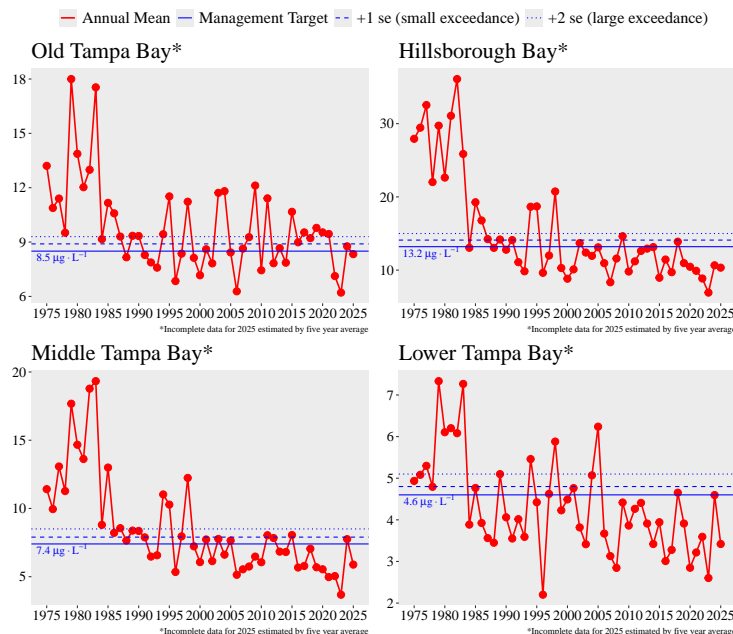 Annual Mean Management Target +1 se (small exceedance) +2 se (large exceedance)
Old Tampa Bay*
18
15
12
9
6
8.5 μg · L⁻¹
1975 1980 1985 1990 1995 2000 2005 2010 2015 2020 2025
*Incomplete data for 2025 estimated by five year average
Hillsborough Bay*
30
20
10
13.2 μg · L⁻¹
1975 1980 1985 1990 1995 2000 2005 2010 2015 2020 2025
*Incomplete data for 2025 estimated by five year average
Middle Tampa Bay*
20
15
10
5
7.4 μg · L⁻¹
1975 1980 1985 1990 1995 2000 2005 2010 2015 2020 2025
*Incomplete data for 2025 estimated by five year average
Lower Tampa Bay*
7
6
5
4
3
2
4.6 μg · L⁻¹
1975 1980 1985 1990 1995 2000 2005 2010 2015 2020 2025
*Incomplete data for 2025 estimated by five year average